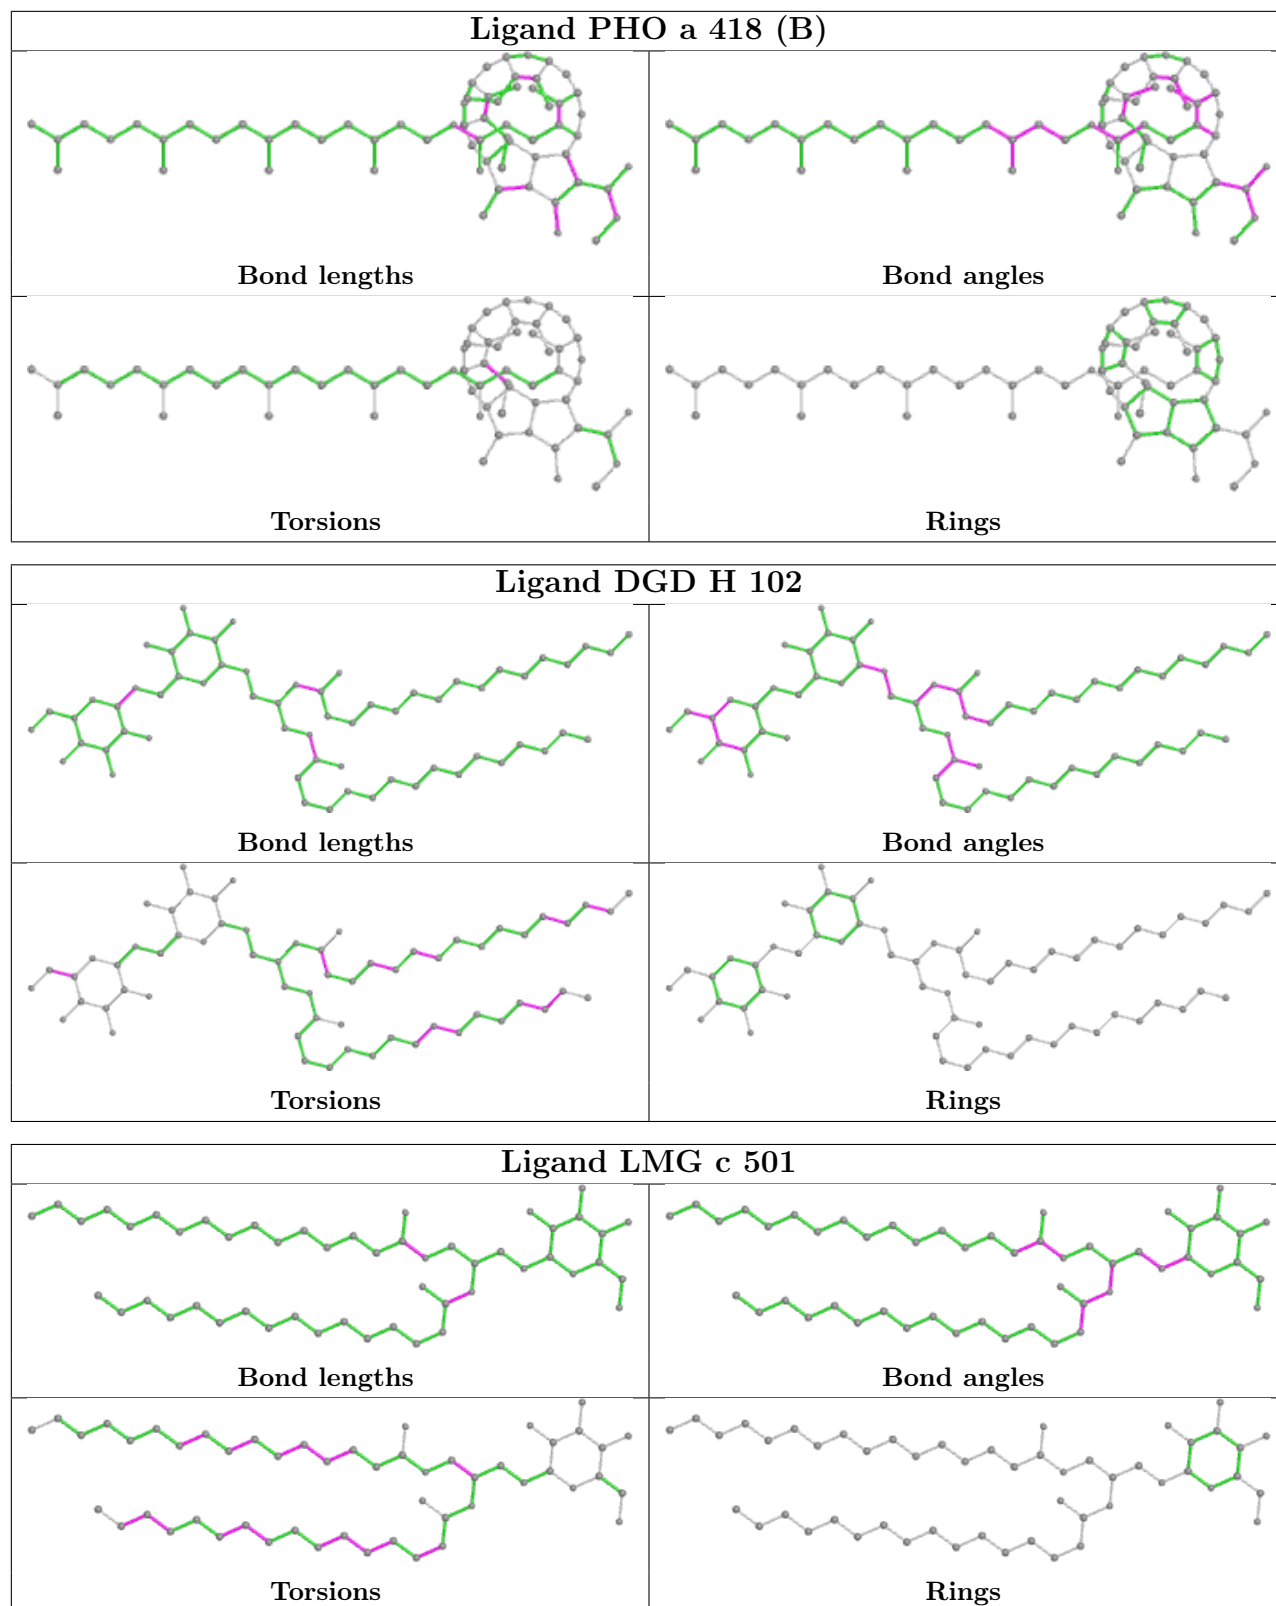 Ligand PHO a 418 (B)
Bond lengths
Bond angles
Torsions
Rings
Ligand DGD H 102
Bond lengths
Bond angles
Torsions
Rings
Ligand LMG c 501
Bond lengths
Bond angles
Torsions
Rings